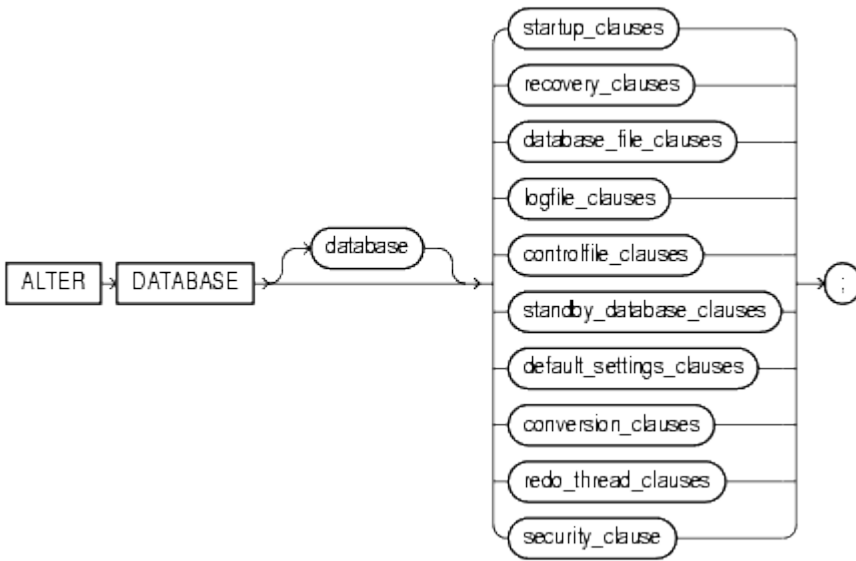 startup_clauses
recovery_clauses
database_file_clauses
logfile_clauses
database
controlfile_clauses
ALTER DATABASE ;
standby_database_clauses
default_settings_clauses
conversion_clauses
redo_thread_clauses
security_clause